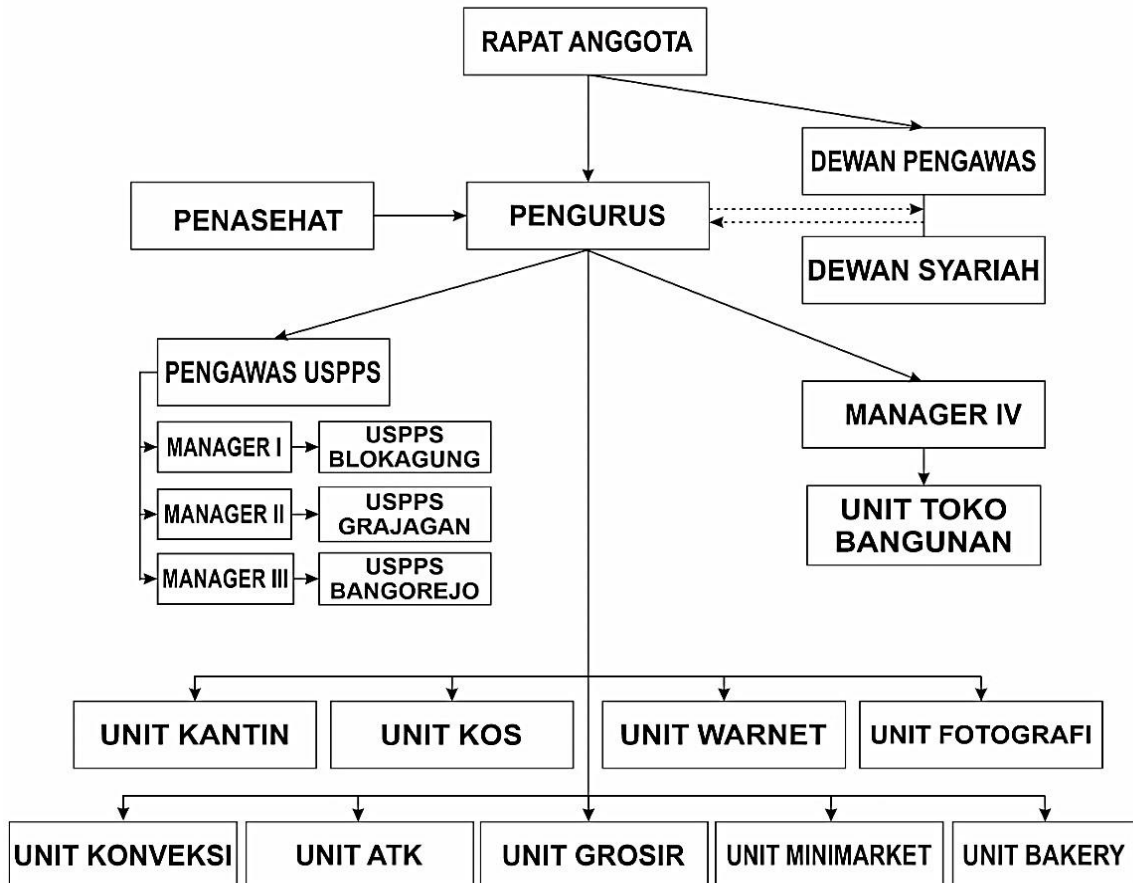 RAPAT ANGGOTA
DEWAN PENGAWAS
PENASEHAT
PENGURUS
DEWAN SYARIAH
PENGAWAS USPPS
MANAGER IV
MANAGER I
USPPS
BLOKAGUNG
MANAGER II
USPPS
GRAJAGAN
MANAGER III
USPPS
BANGOREJO
UNIT TOKO
BANGUNAN
UNIT KANTIN
UNIT KOS
UNIT WARNET
UNIT FOTOGRAFI
UNIT KONVEKSI
UNIT ATK
UNIT GROSIR
UNIT MINIMARKET
UNIT BAKERY